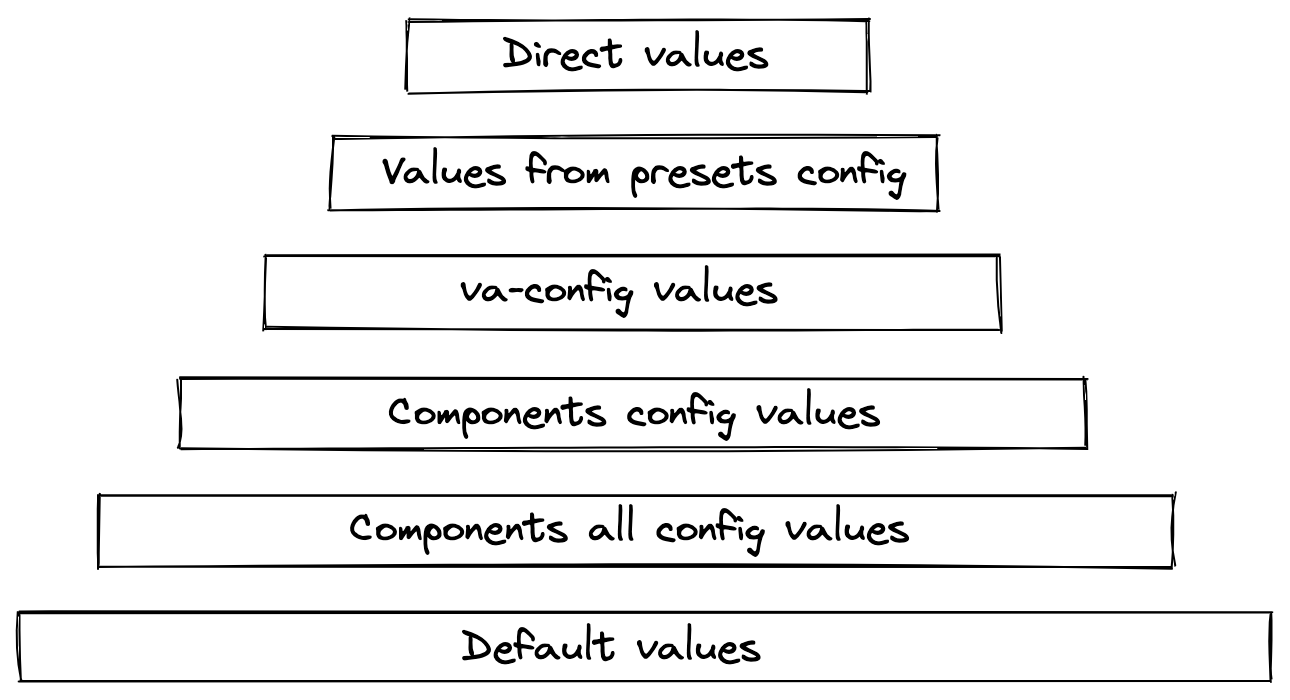 Direct values
Values from presets config
va-config values
Components config values
Components all config values
Default values